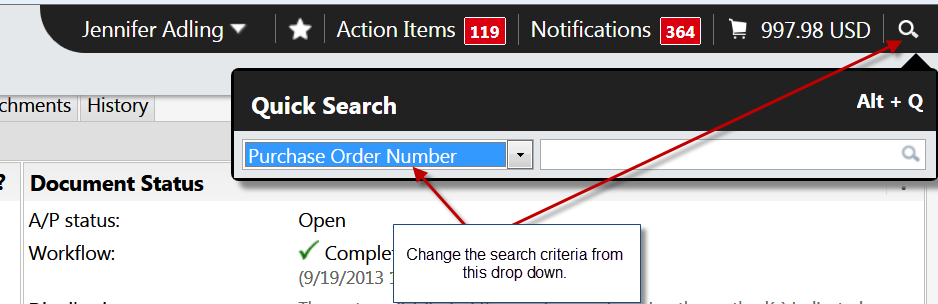 Jennifer Adling Action Items 119 Notifications 364 997.98 USD
chments History
Quick Search Alt + Q
Purchase Order Number
? Document Status
A/P status: Open
Workflow: Complet
(9/19/2013 1
Change the search criteria from
this drop down.